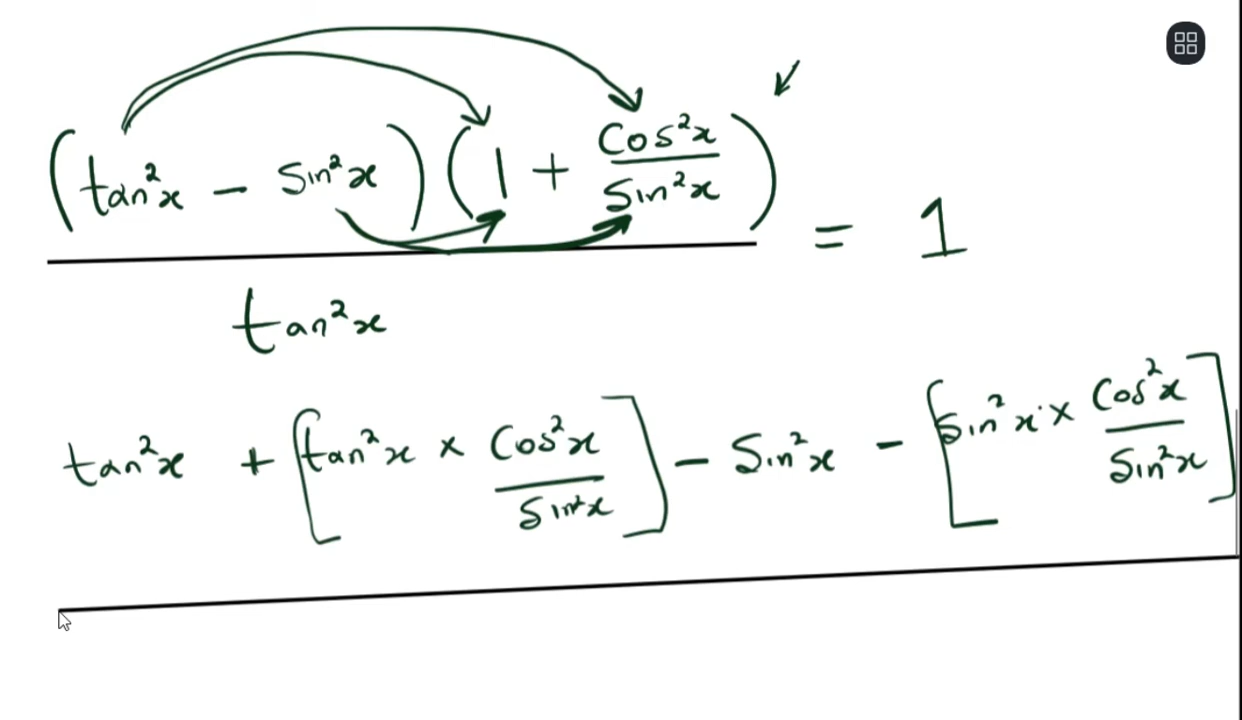 (tan²x - Sin²x)(1 + Cos²x/Sin²x) / tan²x = 1
tan²x + [tan²x × Cos²x/Sin²x] - Sin²x - [Sin²x × Cos²x/Sin²x]